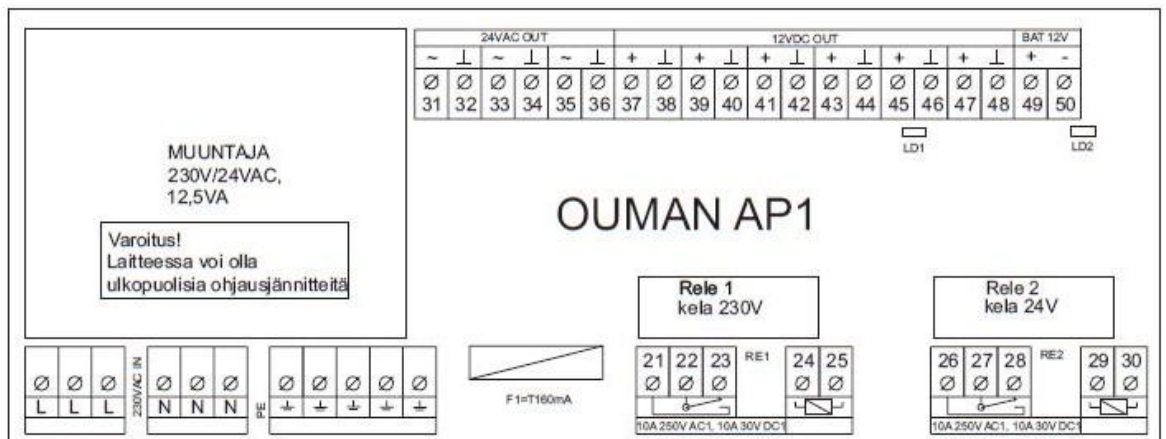 24VAC OUT 12VDC OUT BAT 12V
~ ⊥ ~ ⊥ ~ ⊥ + ⊥ + ⊥ + ⊥ + ⊥ + ⊥ + ⊥ + -
Ø Ø Ø Ø Ø Ø Ø Ø Ø Ø Ø Ø Ø Ø Ø Ø Ø Ø Ø Ø
31 32 33 34 35 36 37 38 39 40 41 42 43 44 45 46 47 48 49 50
LD1 LD2
MUUNTAJA
230V/24VAC,
12,5VA
OUMAN AP1
Varoitus!
Laitteessa voi olla
ulkopuolisia ohjausjännitteitä
Rele 1
kela 230V
Rele 2
kela 24V
Ø Ø Ø
L L L
230VAC IN
Ø Ø Ø
N N N
PE
Ø Ø Ø Ø Ø
F1=T160mA
21 22 23 RE1 24 25
Ø Ø Ø Ø Ø
10A 250V AC1, 10A 30V DC1
26 27 28 RE2 29 30
Ø Ø Ø Ø Ø
10A 250V AC1, 10A 30V DC1